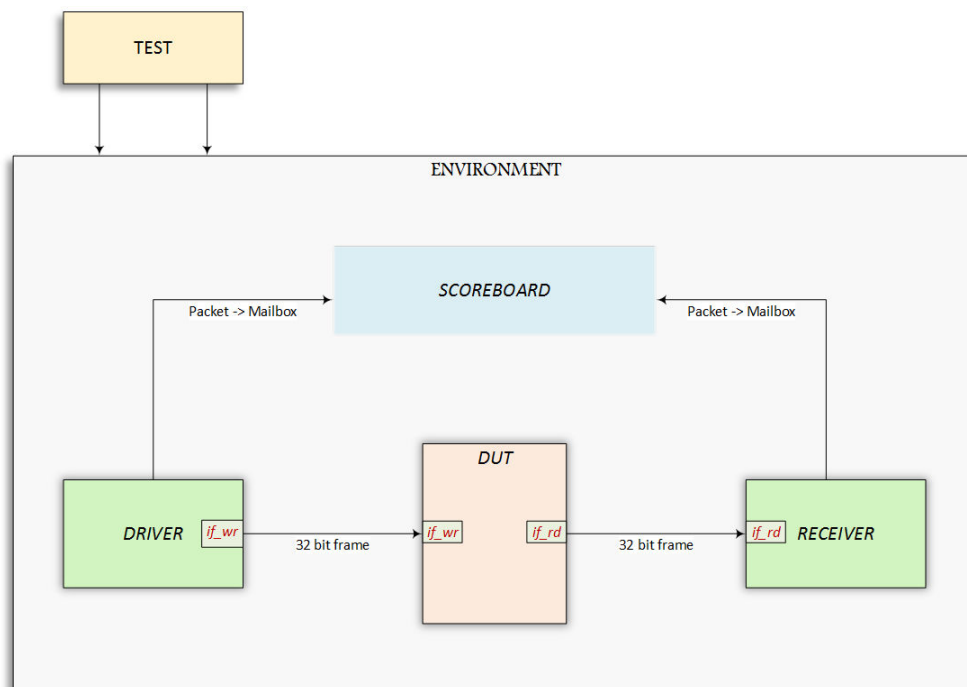 TEST
ENVIRONMENT
SCOREBOARD
Packet -> Mailbox
Packet -> Mailbox
DUT
DRIVER
if_wr
32 bit frame
if_wr
if_rd
32 bit frame
if_rd
RECEIVER